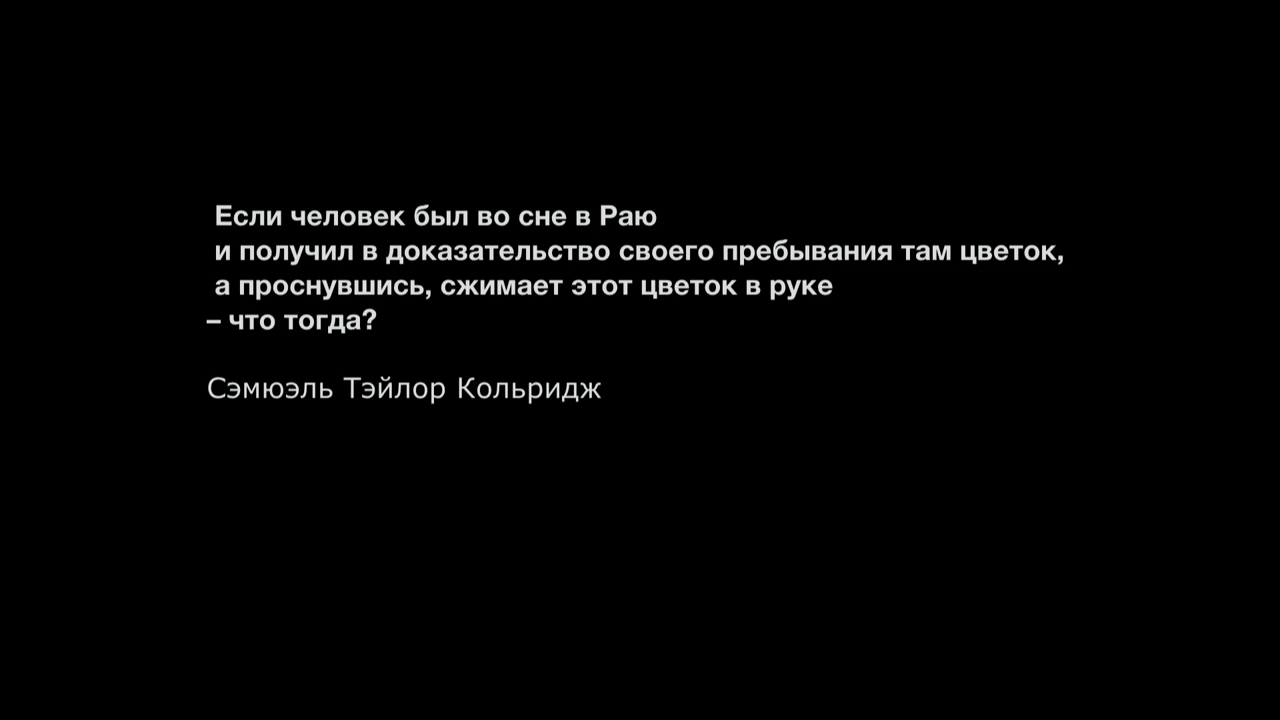 Если человек был во сне в Раю
и получил в доказательство своего пребывания там цветок,
а проснувшись, сжимает этот цветок в руке
– что тогда?
Сэмюэль Тэйлор Кольридж